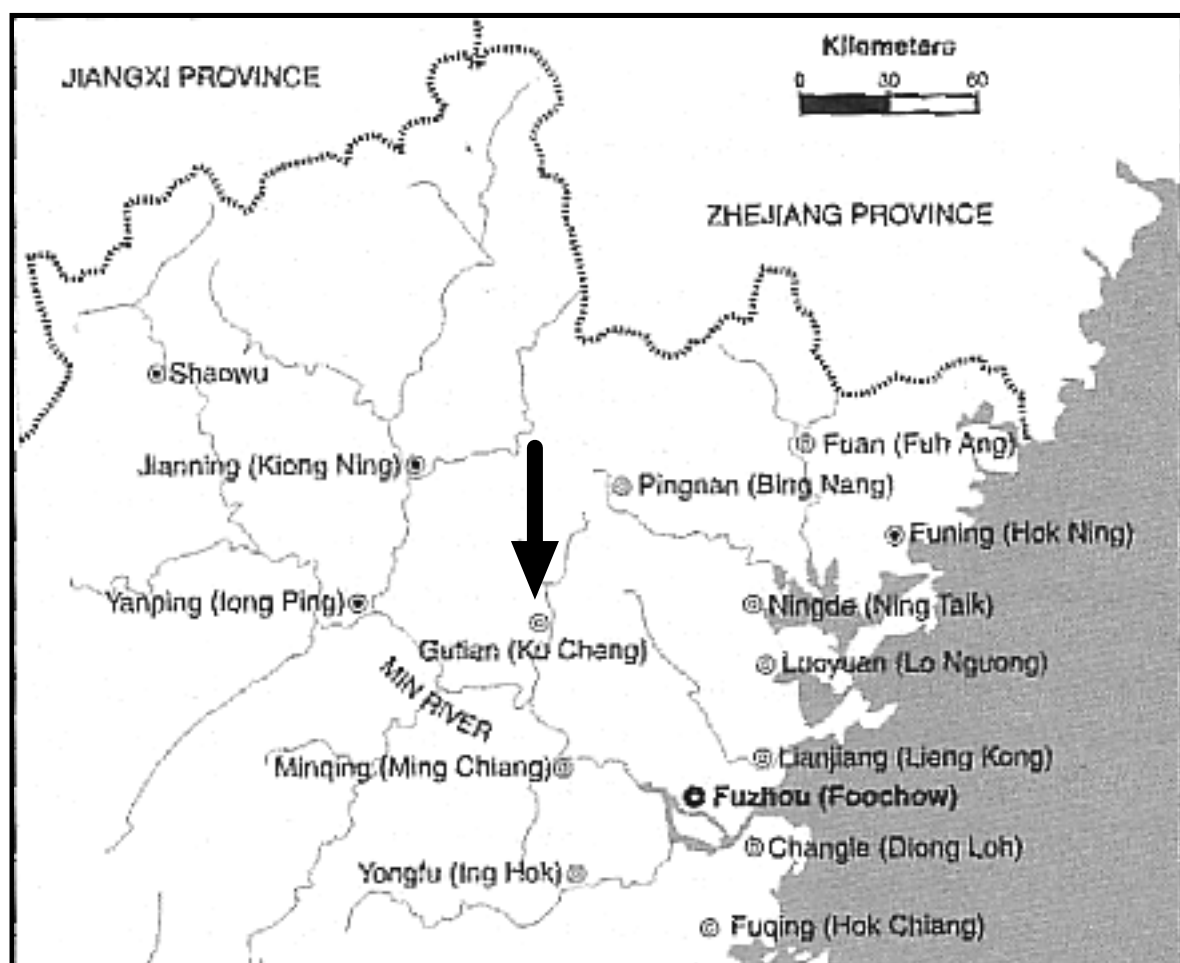 Kilometers
0 30 60
JIANGXI PROVINCE
ZHEJIANG PROVINCE
Shaowu
Fuan (Fuh Ang)
Jianning (Kiong Ning)
Pingnan (Bing Nang)
Funing (Hok Ning)
Yanping (Iong Ping)
Ningde (Ning Taik)
Gutian (Ku Cheng)
Luoyuan (Lo Nguong)
MIN RIVER
Lianjiang (Lieng Kong)
Minqing (Ming Chiang)
Fuzhou (Foochow)
Changle (Diong Loh)
Yongfu (Ing Hok)
Fuqing (Hok Chiang)